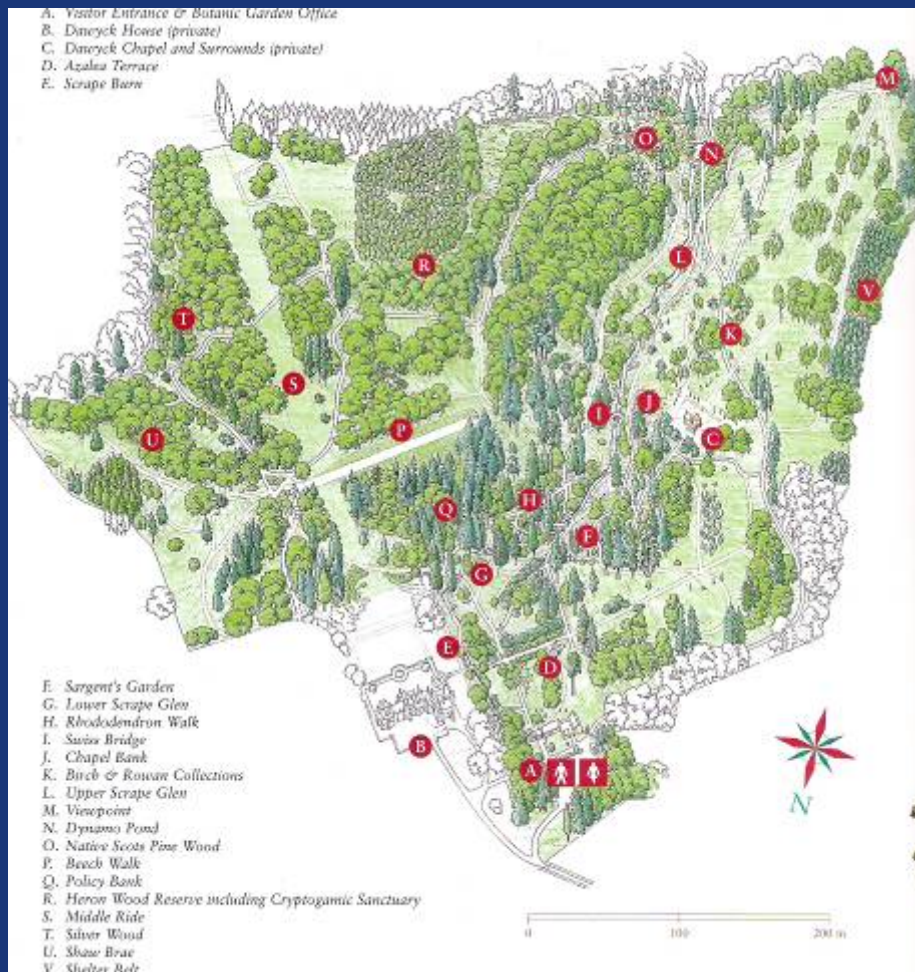 A. Visitor Entrance & Botanic Garden Office
B. Dawyck House (private)
C. Dawyck Chapel and Surrounds (private)
D. Azalea Terrace
E. Scrape Burn
M
O
N
L
R
V
T
K
S
J
I
P
C
U
H
Q
F
G
E
D
B
A
F. Sargent's Garden
G. Lower Scrape Glen
H. Rhododendron Walk
I. Swiss Bridge
J. Chapel Bank
K. Birch & Rowan Collections
L. Upper Scrape Glen
M. Viewpoint
N. Dynamo Pond
O. Native Scots Pine Wood
P. Beech Walk
Q. Policy Bank
R. Heron Wood Reserve including Cryptogamic Sanctuary
S. Middle Ride
T. Silver Wood
U. Shaw Brae
V. Shelter Belt
N
0 100 200 m